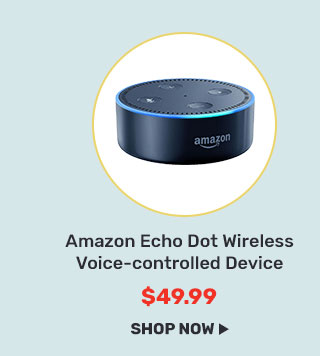 amazon
Amazon Echo Dot Wireless
Voice-controlled Device
$49.99
SHOP NOW ▶